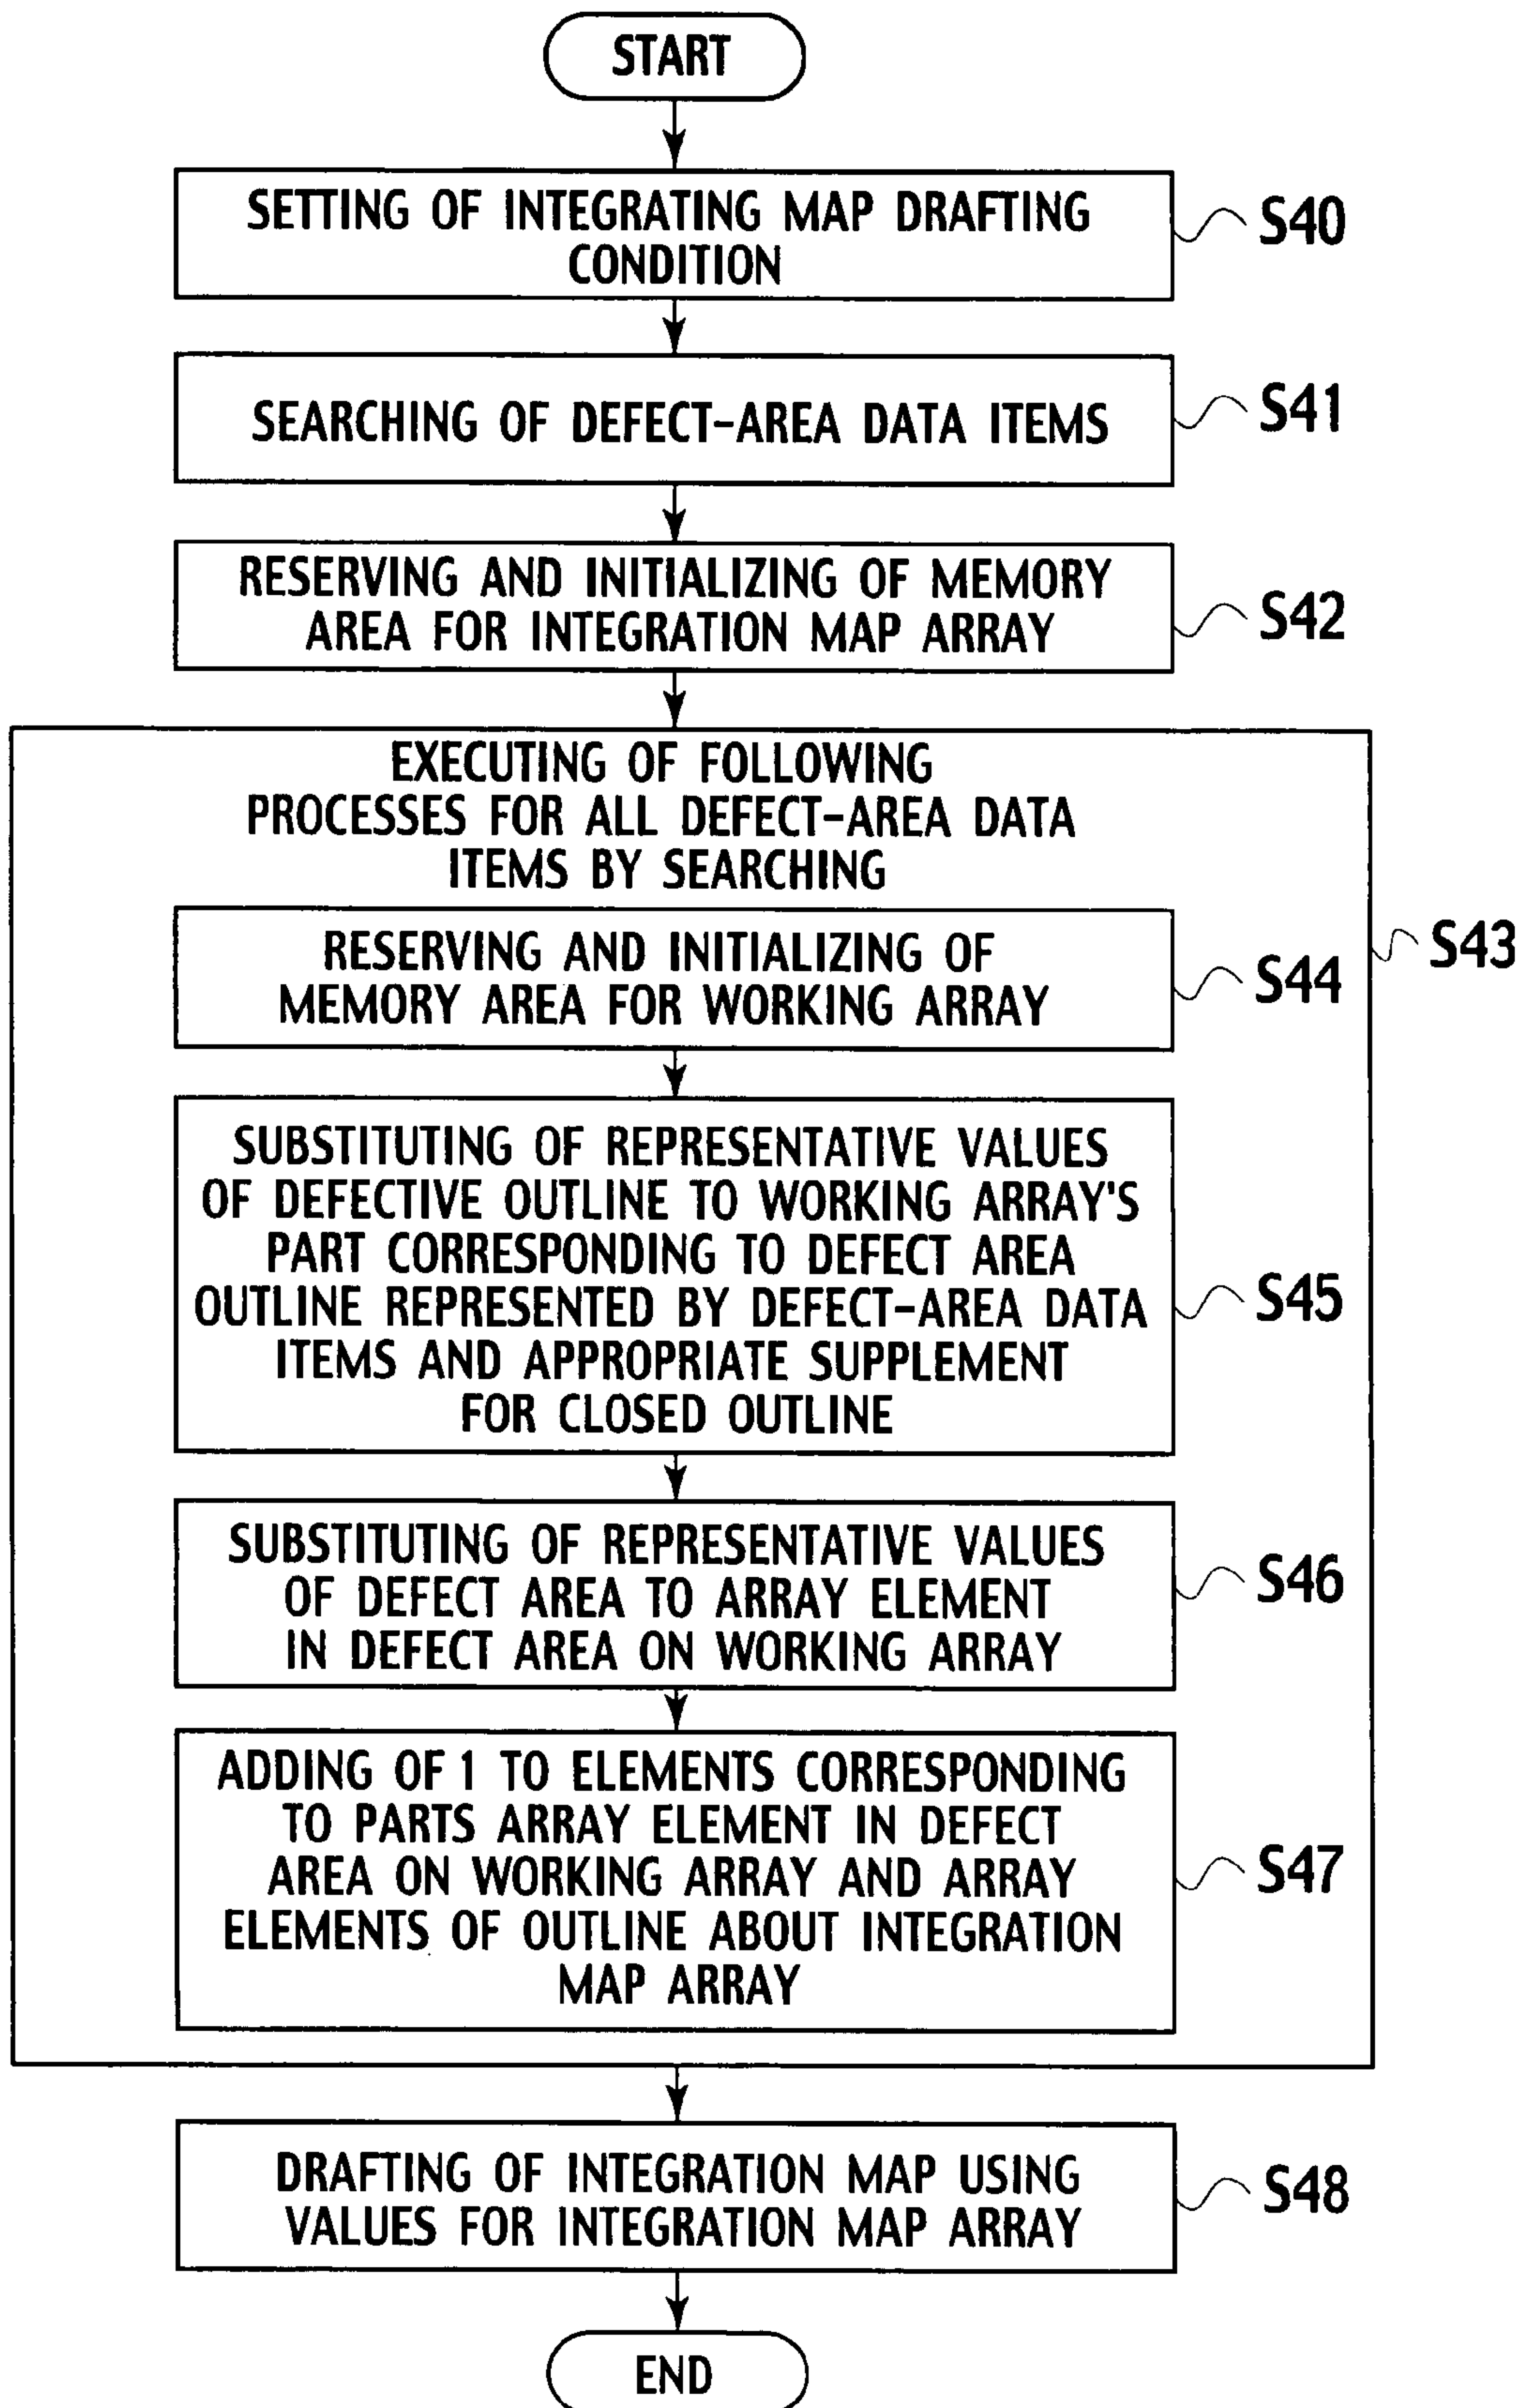 START
SETTING OF INTEGRATING MAP DRAFTING
CONDITION
S40
SEARCHING OF DEFECT-AREA DATA ITEMS
S41
RESERVING AND INITIALIZING OF MEMORY
AREA FOR INTEGRATION MAP ARRAY
S42
EXECUTING OF FOLLOWING
PROCESSES FOR ALL DEFECT-AREA DATA
ITEMS BY SEARCHING
S43
RESERVING AND INITIALIZING OF
MEMORY AREA FOR WORKING ARRAY
S44
SUBSTITUTING OF REPRESENTATIVE VALUES
OF DEFECTIVE OUTLINE TO WORKING ARRAY'S
PART CORRESPONDING TO DEFECT AREA
OUTLINE REPRESENTED BY DEFECT-AREA DATA
ITEMS AND APPROPRIATE SUPPLEMENT
FOR CLOSED OUTLINE
S45
SUBSTITUTING OF REPRESENTATIVE VALUES
OF DEFECT AREA TO ARRAY ELEMENT
IN DEFECT AREA ON WORKING ARRAY
S46
ADDING OF 1 TO ELEMENTS CORRESPONDING
TO PARTS ARRAY ELEMENT IN DEFECT
AREA ON WORKING ARRAY AND ARRAY
ELEMENTS OF OUTLINE ABOUT INTEGRATION
MAP ARRAY
S47
DRAFTING OF INTEGRATION MAP USING
VALUES FOR INTEGRATION MAP ARRAY
S48
END